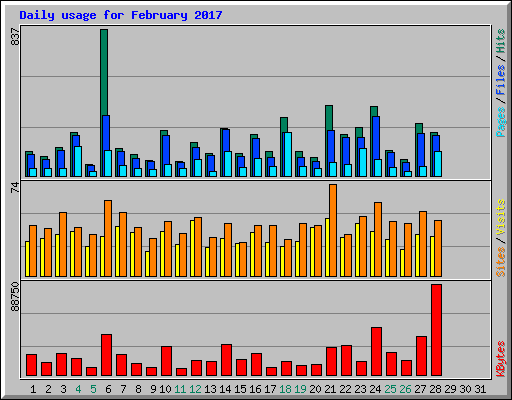 Daily usage for February 2017
837
Pages / Files / Hits
74
Sites / Visits
88750
KBytes
1 2 3 4 5 6 7 8 9 10 11 12 13 14 15 16 17 18 19 20 21 22 23 24 25 26 27 28 29 30 31